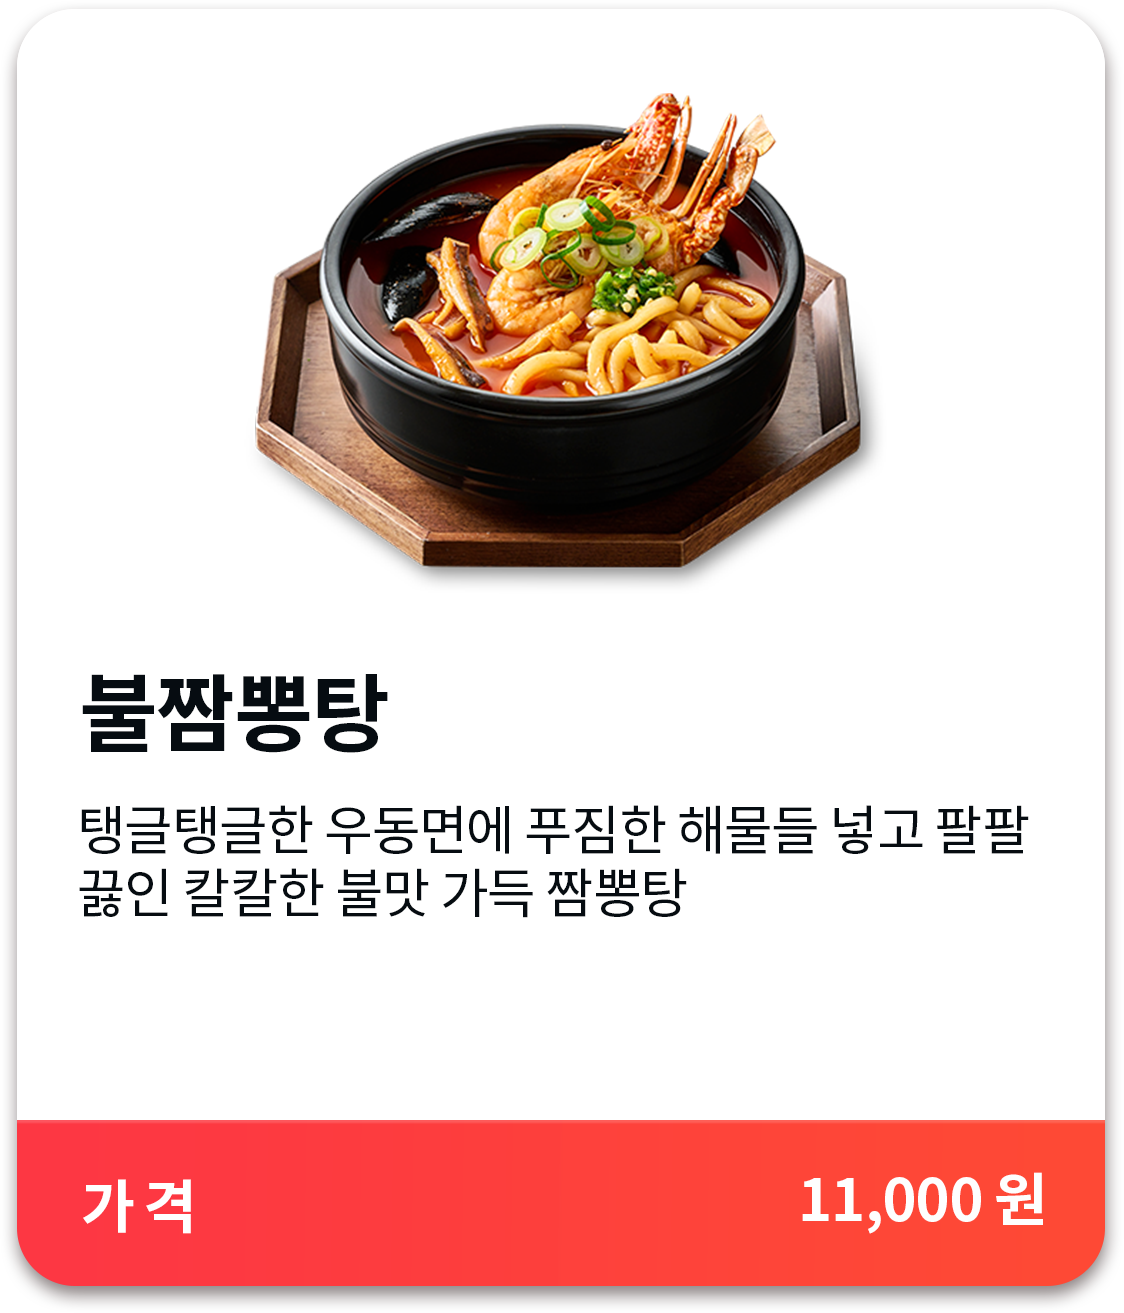 불짬뽕탕
탱글탱글한 우동면에 푸짐한 해물들 넣고 팔팔
끓인 칼칼한 불맛 가득 짬뽕탕
가 격
11,000 원